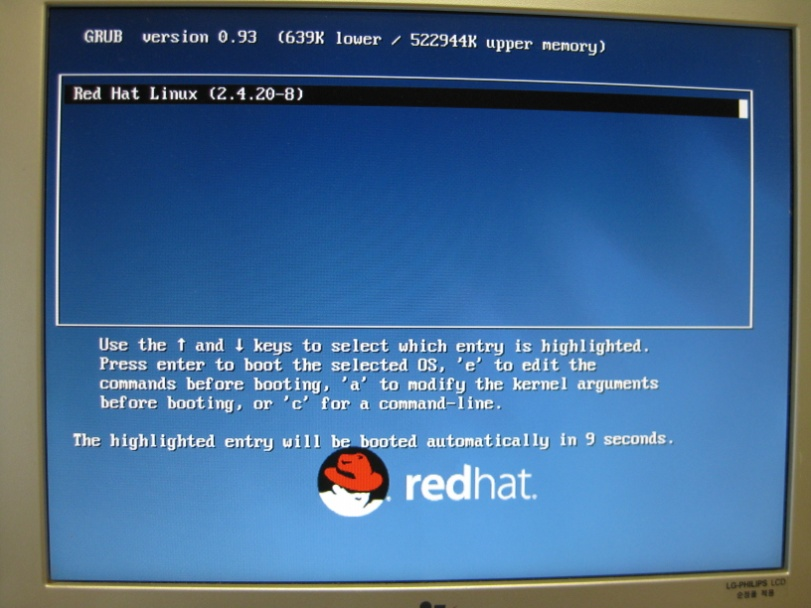 GRUB version 0.93 (639K lower / 522944K upper memory)
Red Hat Linux (2.4.20-8)
Use the ↑ and ↓ keys to select which entry is highlighted.
Press enter to boot the selected OS, 'e' to edit the
commands before booting, 'a' to modify the kernel arguments
before booting, or 'c' for a command-line.
The highlighted entry will be booted automatically in 9 seconds.
redhat.
LG-PHILIPS LCD